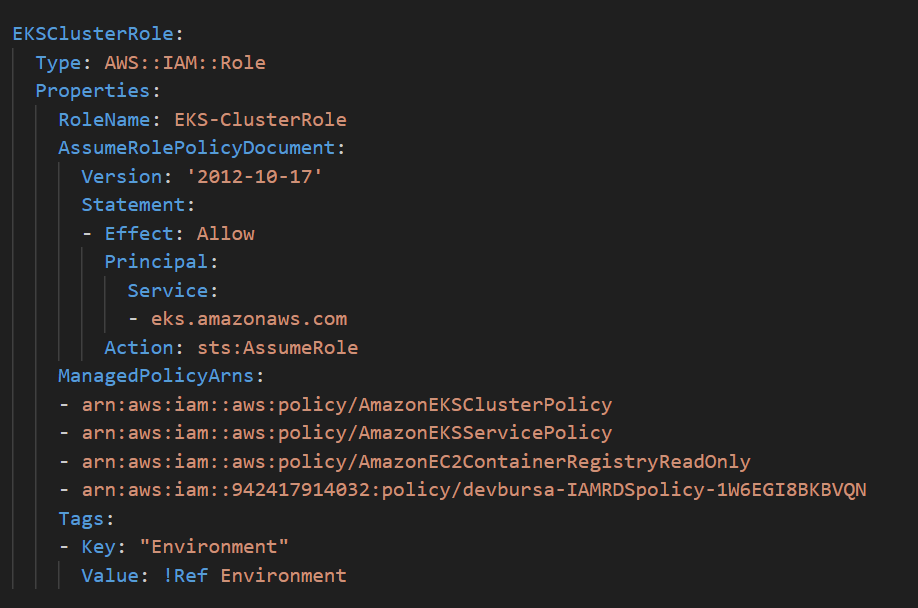 EKSClusterRole:
Type: AWS::IAM::Role
Properties:
RoleName: EKS-ClusterRole
AssumeRolePolicyDocument:
Version: '2012-10-17'
Statement:
- Effect: Allow
Principal:
Service:
- eks.amazonaws.com
Action: sts:AssumeRole
ManagedPolicyArns:
- arn:aws:iam::aws:policy/AmazonEKSClusterPolicy
- arn:aws:iam::aws:policy/AmazonEKSServicePolicy
- arn:aws:iam::aws:policy/AmazonEC2ContainerRegistryReadOnly
- arn:aws:iam::942417914032:policy/devbursa-IAMRDSpolicy-1W6EGI8BKBVQN
Tags:
- Key: "Environment"
Value: !Ref Environment